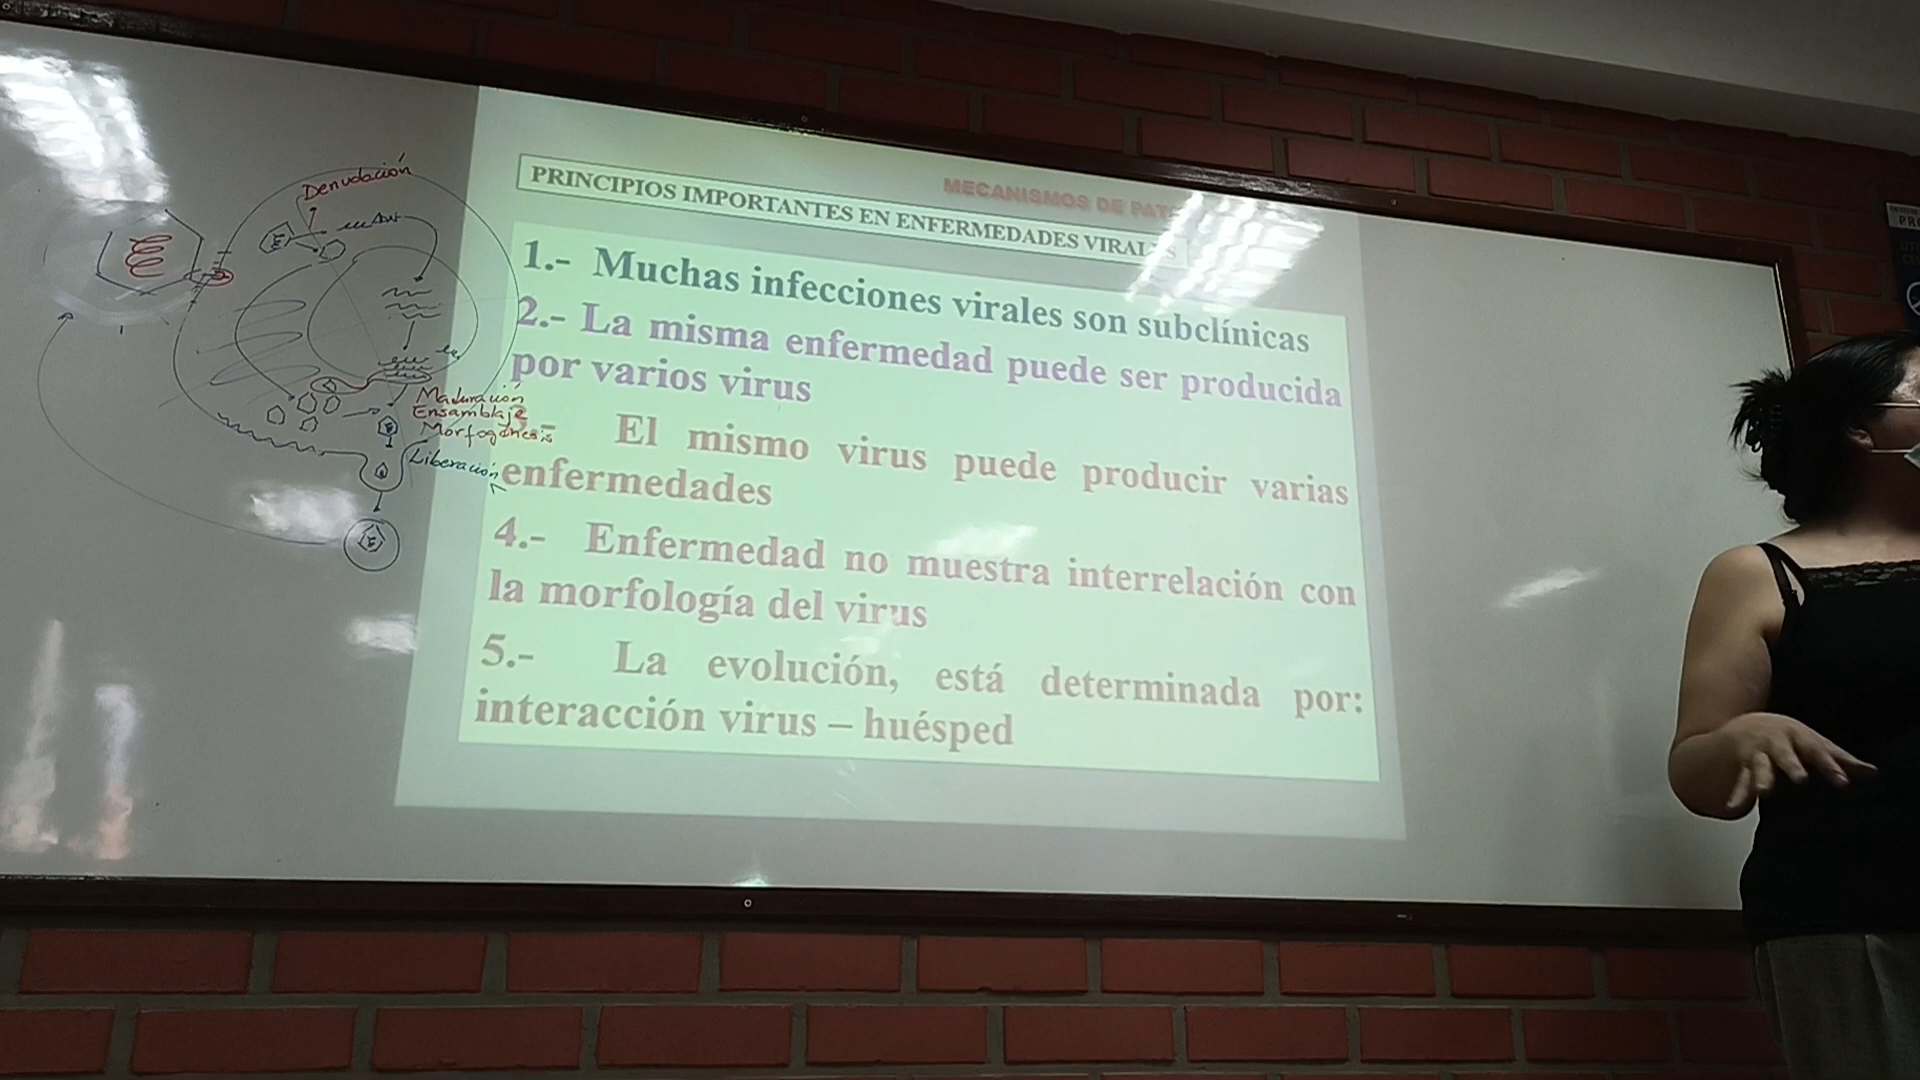 MECANISMOS DE
PRINCIPIOS IMPORTANTES EN ENFERMEDADES
1.- Muchas infecciones virales son subclínicas
2.- La misma enfermedad puede ser producida
por varios virus
El mismo virus puede producir varias
enfermedades
4.- Enfermedad no muestra interrelación con
la morfología del virus
5.- La evolución, está determinada por:
interacción virus – huésped
Denudación
Maduración
Ensamblaje
Morfogénesis
Liberación